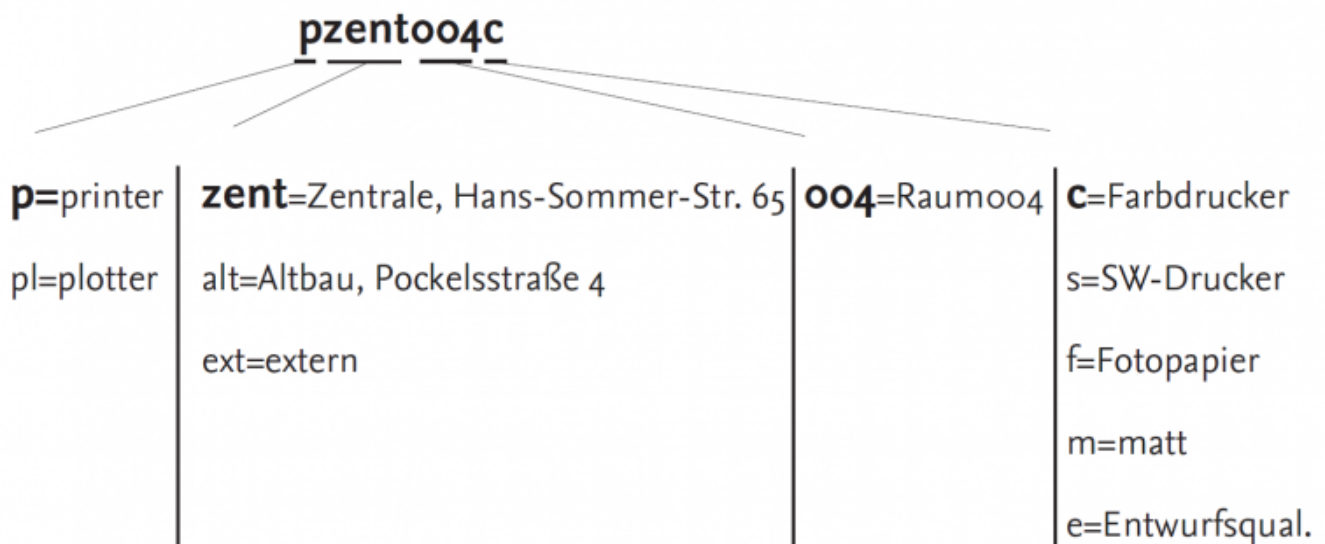 pzent004c
p=printer zent=Zentrale, Hans-Sommer-Str. 65 004=Raum004 c=Farbdrucker
pl=plotter alt=Altbau, Pockelsstraße 4 s=SW-Drucker
ext=extern f=Fotopapier
m=matt
e=Entwurfsqual.